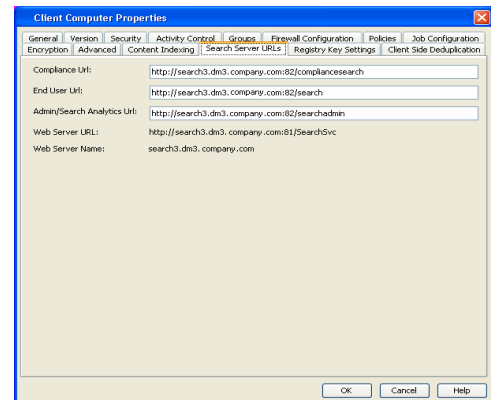 Client Computer Properties
General Version Security Activity Control Groups Firewall Configuration Policies Job Configuration
Encryption Advanced Content Indexing Search Server URLs Registry Key Settings Client Side Deduplication
Compliance Url: http://search3.dm3.company.com:82/compliancesearch
End User Url: http://search3.dm3.company.com:82/search
Admin/Search Analytics Url: http://search3.dm3.company.com:82/searchadmin
Web Server URL: http://search3.dm3.company.com:81/SearchSvc
Web Server Name: search3.dm3.company.com
OK Cancel Help